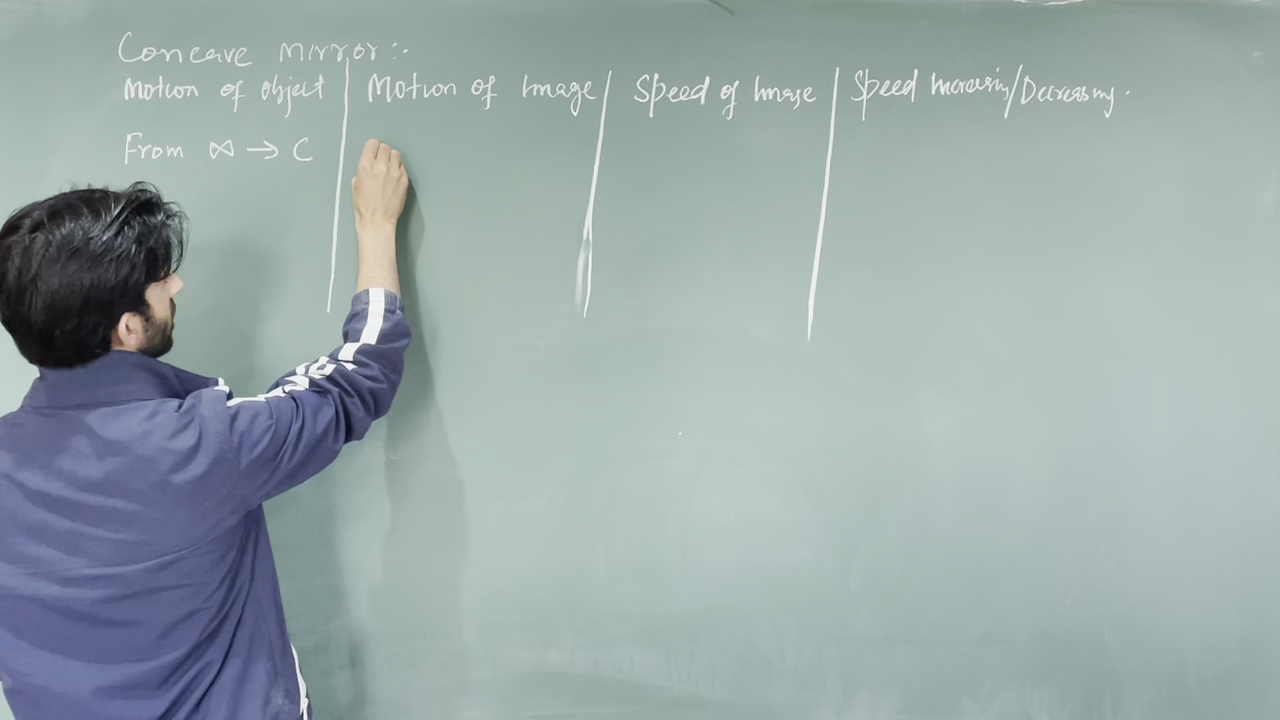 Concave Mirror :-
Motion of object | Motion of Image | Speed of Image | Speed Increasing/Decreasing.
From ∞ → C